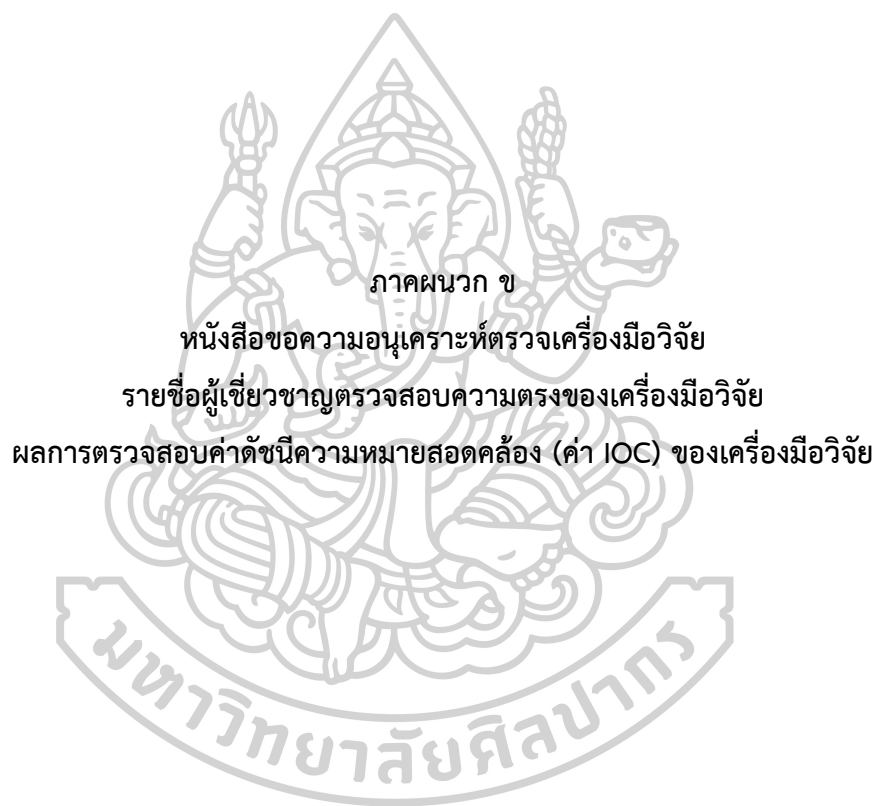 ภาคผนวก ข
หนังสือขอความอนุเคราะห์ตรวจเครื่องมือวิจัย
รายชื่อผู้เชี่ยวชาญตรวจสอบความตรงของเครื่องมือวิจัย
ผลการตรวจสอบค่าดัชนีความหมายสอดคล้อง (ค่า IOC) ของเครื่องมือวิจัย
มหาวิทยาลัยศิลปากร